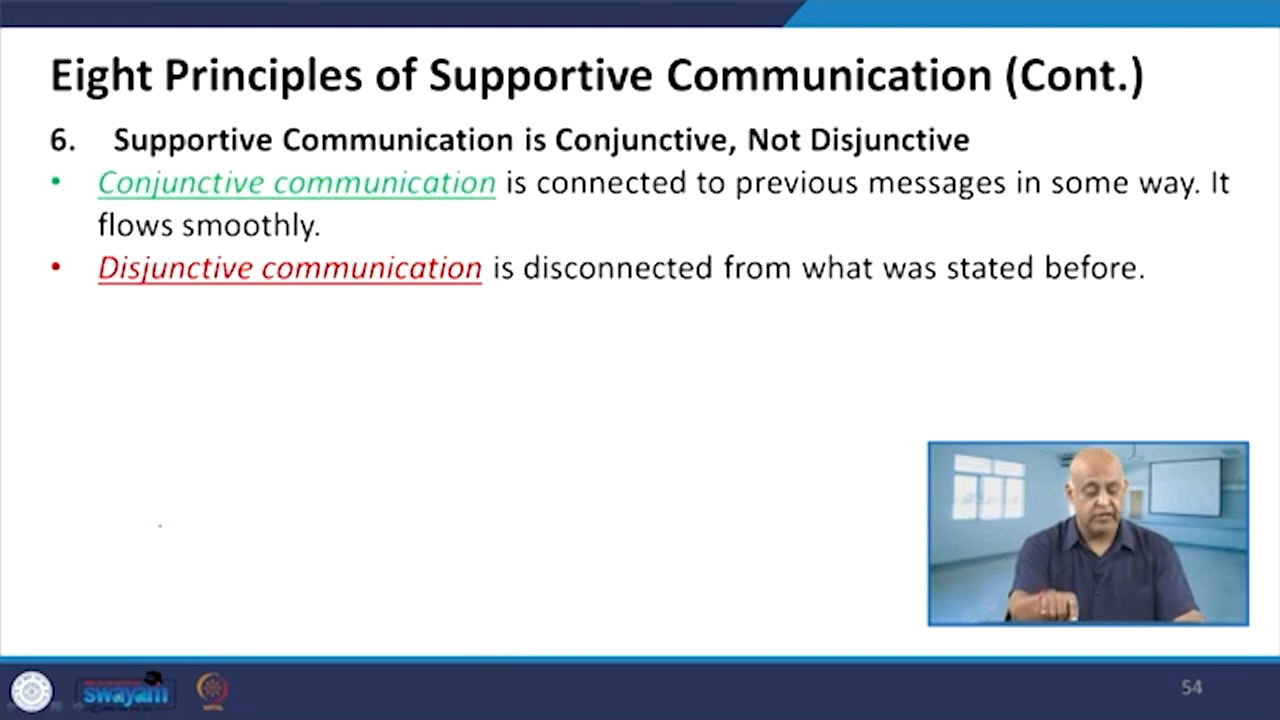 Eight Principles of Supportive Communication (Cont.)
6. Supportive Communication is Conjunctive, Not Disjunctive
• Conjunctive communication is connected to previous messages in some way. It
flows smoothly.
• Disjunctive communication is disconnected from what was stated before.
swayam
54